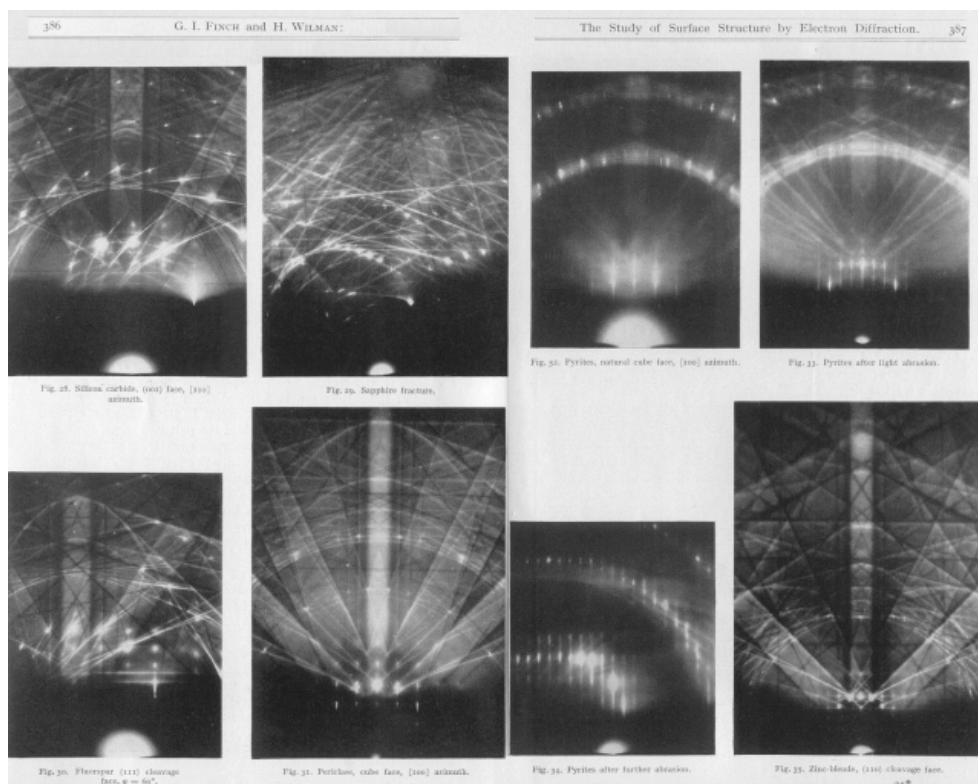 386
G. I. FINCH and H. WILMAN:
The Study of Surface Structure by Electron Diffraction.
387
Fig. 28. Silicon carbide, (001) face, [110]
azimuth.
Fig. 29. Sapphire fracture.
Fig. 32. Pyrites, natural cube face, [100] azimuth.
Fig. 33. Pyrites after light abrasion.
Fig. 30. Fluorspar (111) cleavage
face, φ = 60°.
Fig. 31. Periclase, cube face, [100] azimuth.
Fig. 34. Pyrites after further abrasion.
Fig. 35. Zinc-blende, (110) cleavage face.